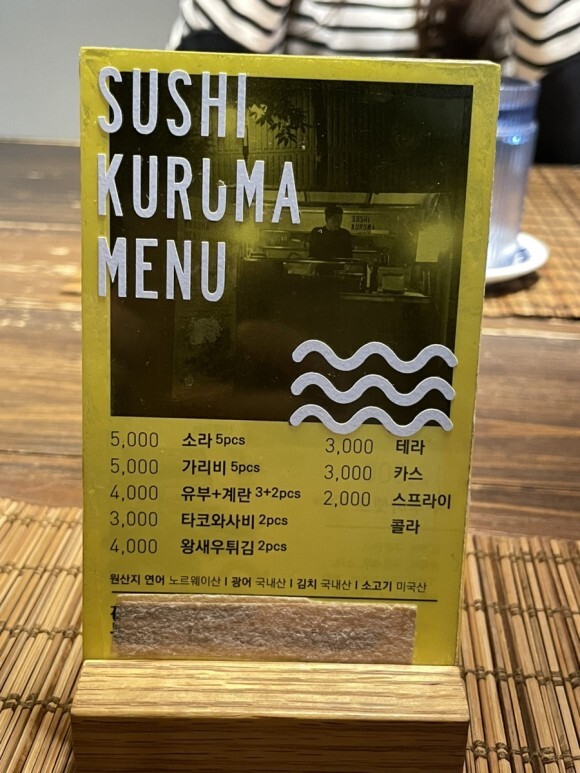 SUSHI
KURUMA
MENU
SUSHI
KURUMA
5,000 소라 5pcs
5,000 가리비 5pcs
4,000 유부+계란 3+2pcs
3,000 타코와사비 2pcs
4,000 왕새우튀김 2pcs
3,000 테라
3,000 카스
2,000 스프라이
콜라
원산지 연어 노르웨이산 I 광어 국내산 I 김치 국내산 I 소고기 미국산